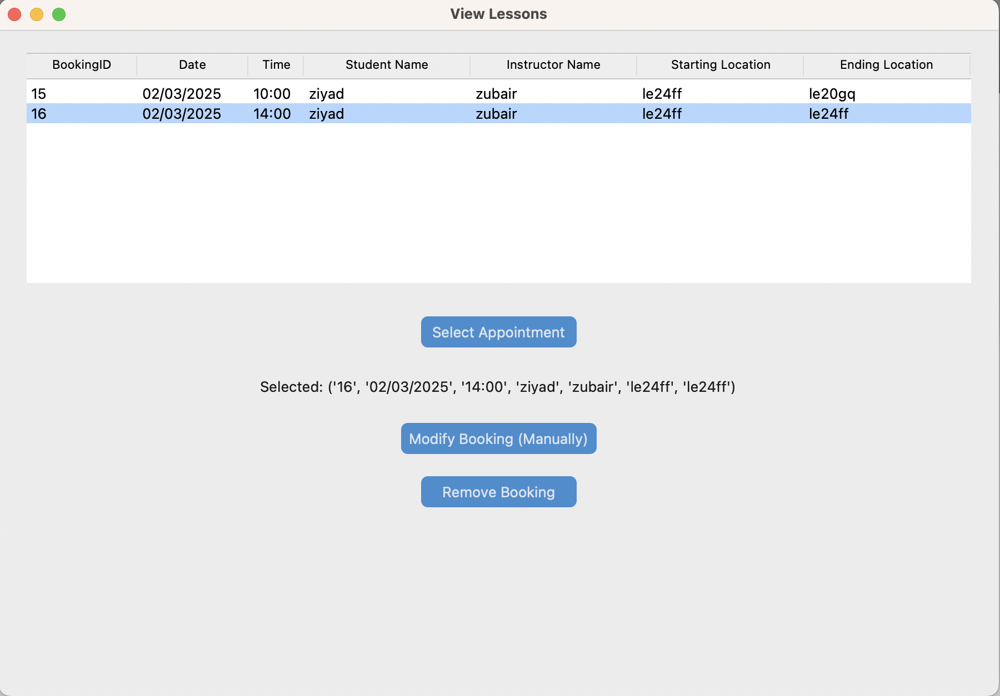 View Lessons
BookingID Date Time Student Name Instructor Name Starting Location Ending Location
15 02/03/2025 10:00 ziyad zubair le24ff le20gq
16 02/03/2025 14:00 ziyad zubair le24ff le24ff
Select Appointment
Selected: ('16', '02/03/2025', '14:00', 'ziyad', 'zubair', 'le24ff', 'le24ff')
Modify Booking (Manually)
Remove Booking